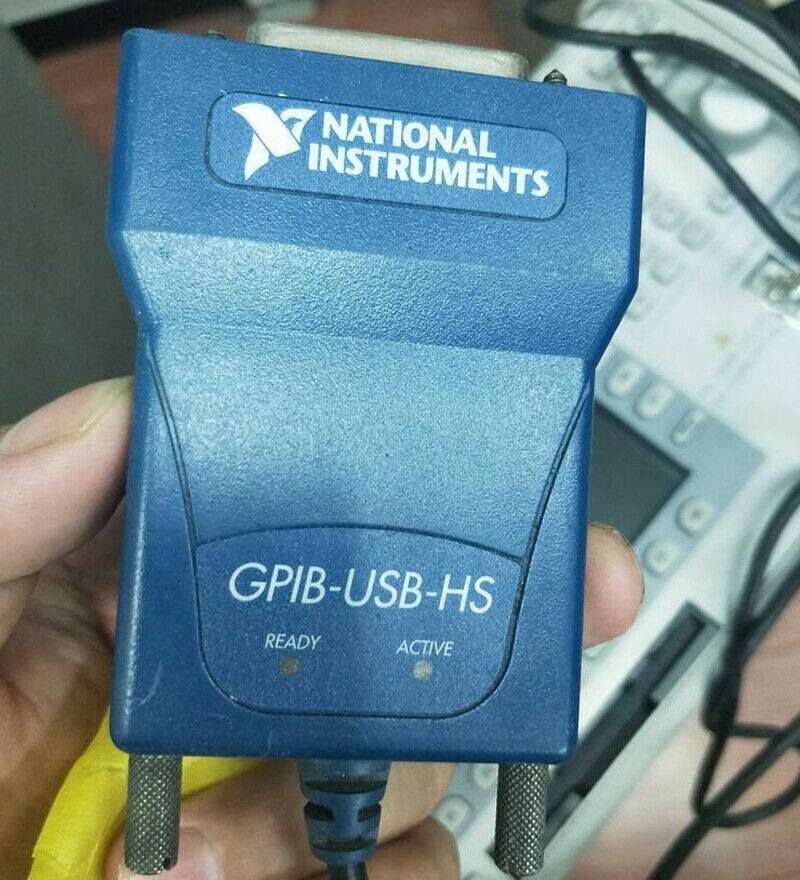 NATIONAL
INSTRUMENTS
GPIB-USB-HS
READY ACTIVE